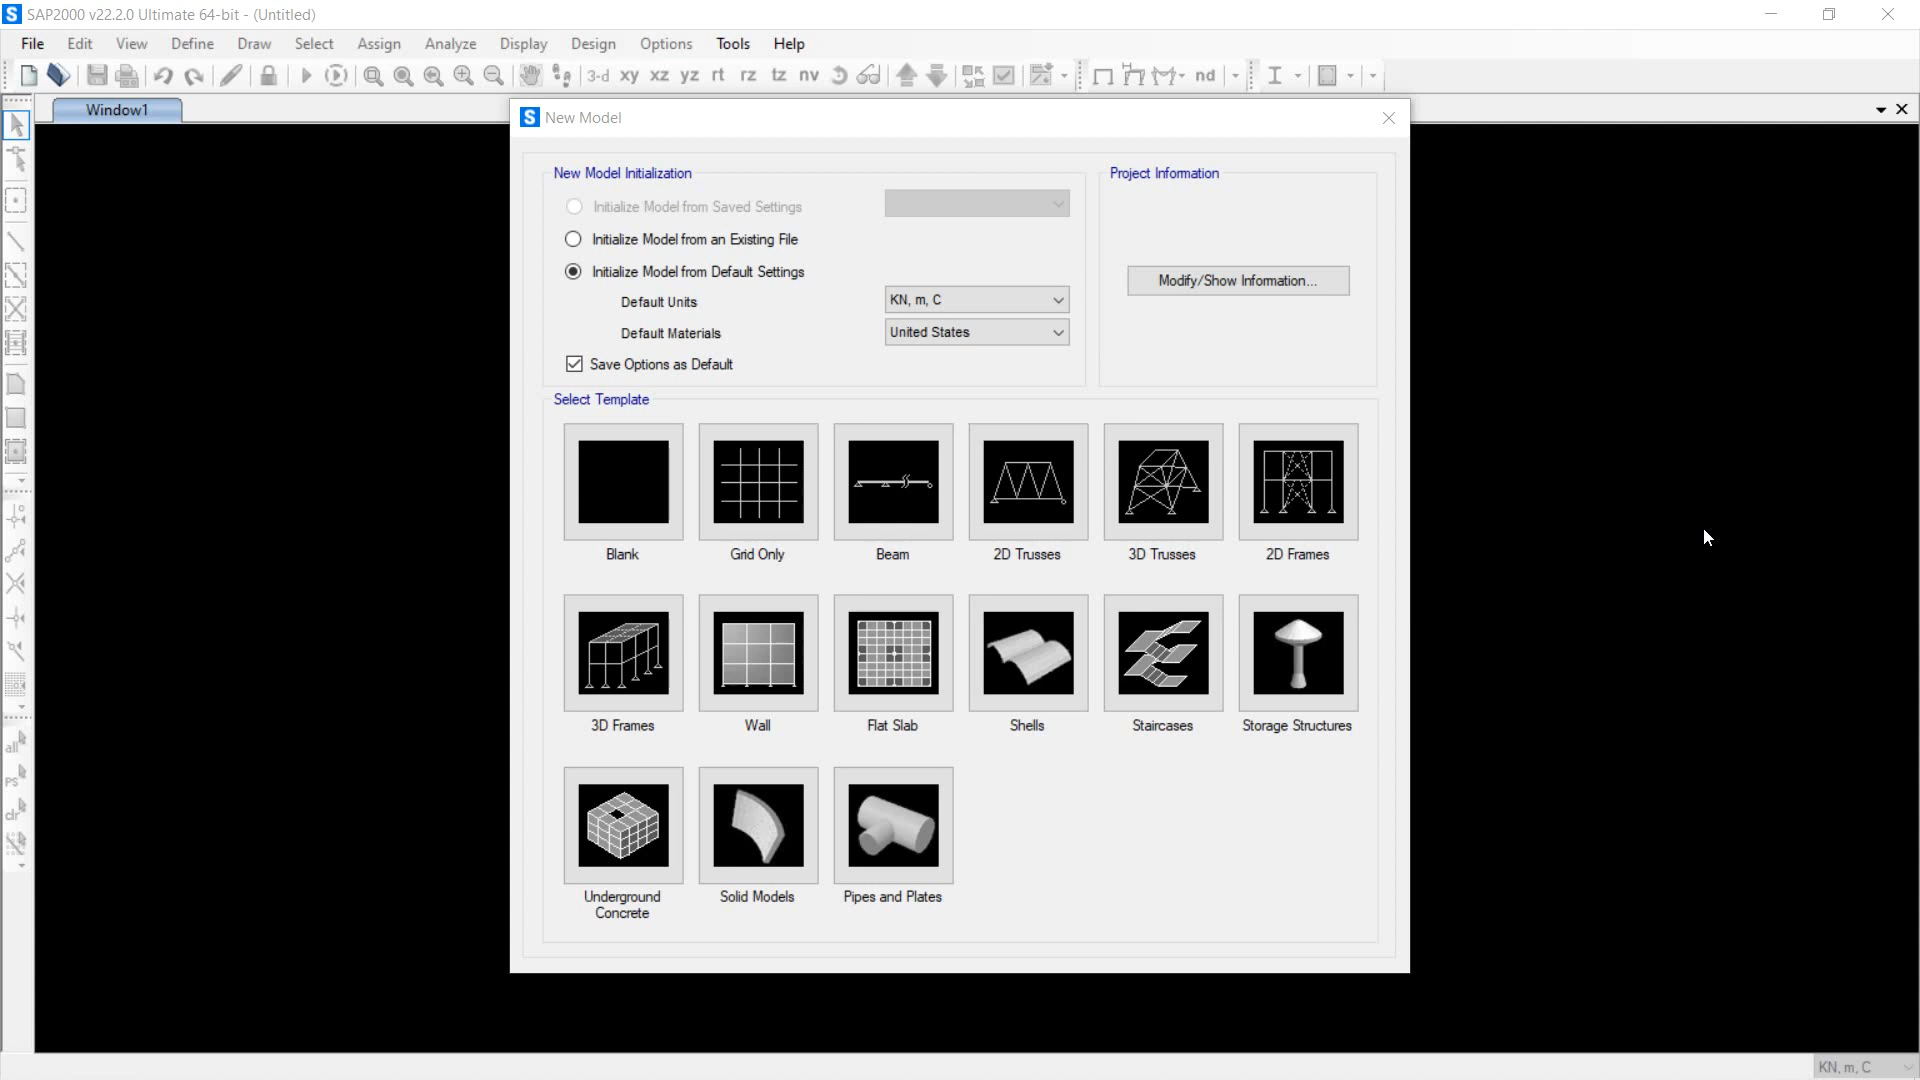 SAP2000 v22.2.0 Ultimate 64-bit - (Untitled)
File Edit View Define Draw Select Assign Analyze Display Design Options Tools Help
3-d xy xz yz rt rz tz nv nd
Window1
New Model
New Model Initialization
Project Information
Initialize Model from Saved Settings
Initialize Model from an Existing File
Initialize Model from Default Settings
Modify/Show Information...
Default Units KN, m, C
Default Materials United States
Save Options as Default
Select Template
Blank Grid Only Beam 2D Trusses 3D Trusses 2D Frames
3D Frames Wall Flat Slab Shells Staircases Storage Structures
Underground Solid Models Pipes and Plates
Concrete
all
PS
clr
KN, m, C